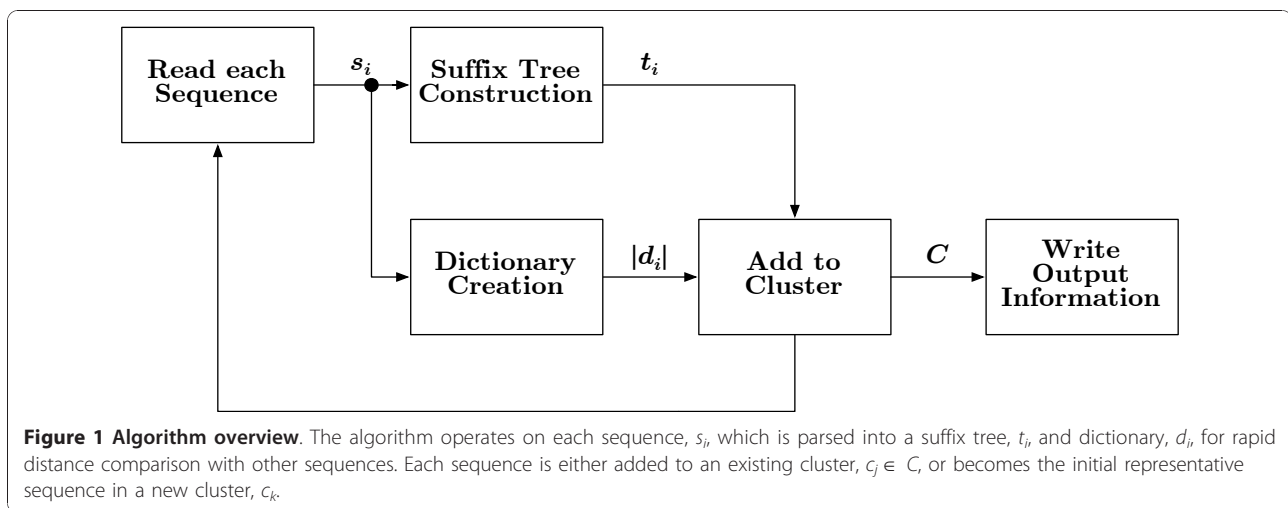 Read each
Sequence
s_i
Suffix Tree
Construction
t_i
Dictionary
Creation
|d_i|
Add to
Cluster
C
Write
Output
Information
Figure 1 Algorithm overview. The algorithm operates on each sequence, s_i, which is parsed into a suffix tree, t_i, and dictionary, d_i, for rapid
distance comparison with other sequences. Each sequence is either added to an existing cluster, c_j ∈ C, or becomes the initial representative
sequence in a new cluster, c_k.